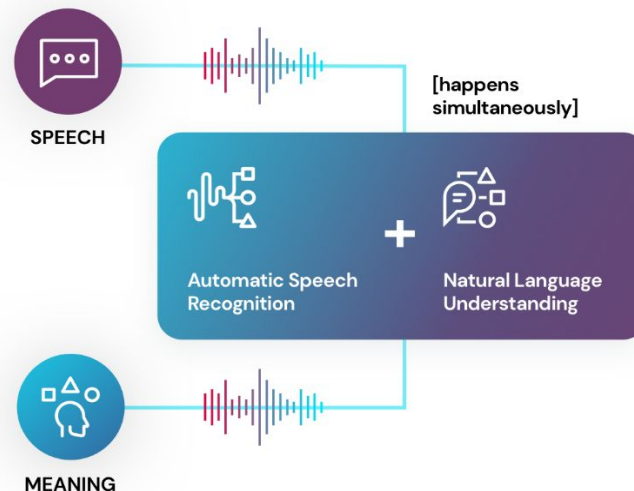 [happens
simultaneously]
SPEECH
Automatic Speech
Recognition
+
Natural Language
Understanding
MEANING